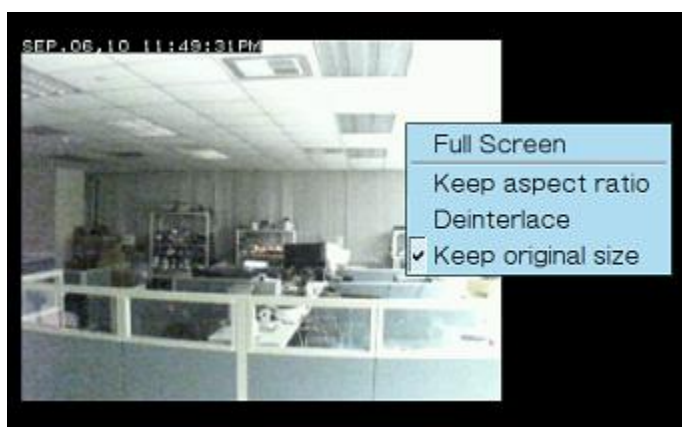 SEP.06,10 11:49:31PM
Full Screen
Keep aspect ratio
Deinterlace
Keep original size